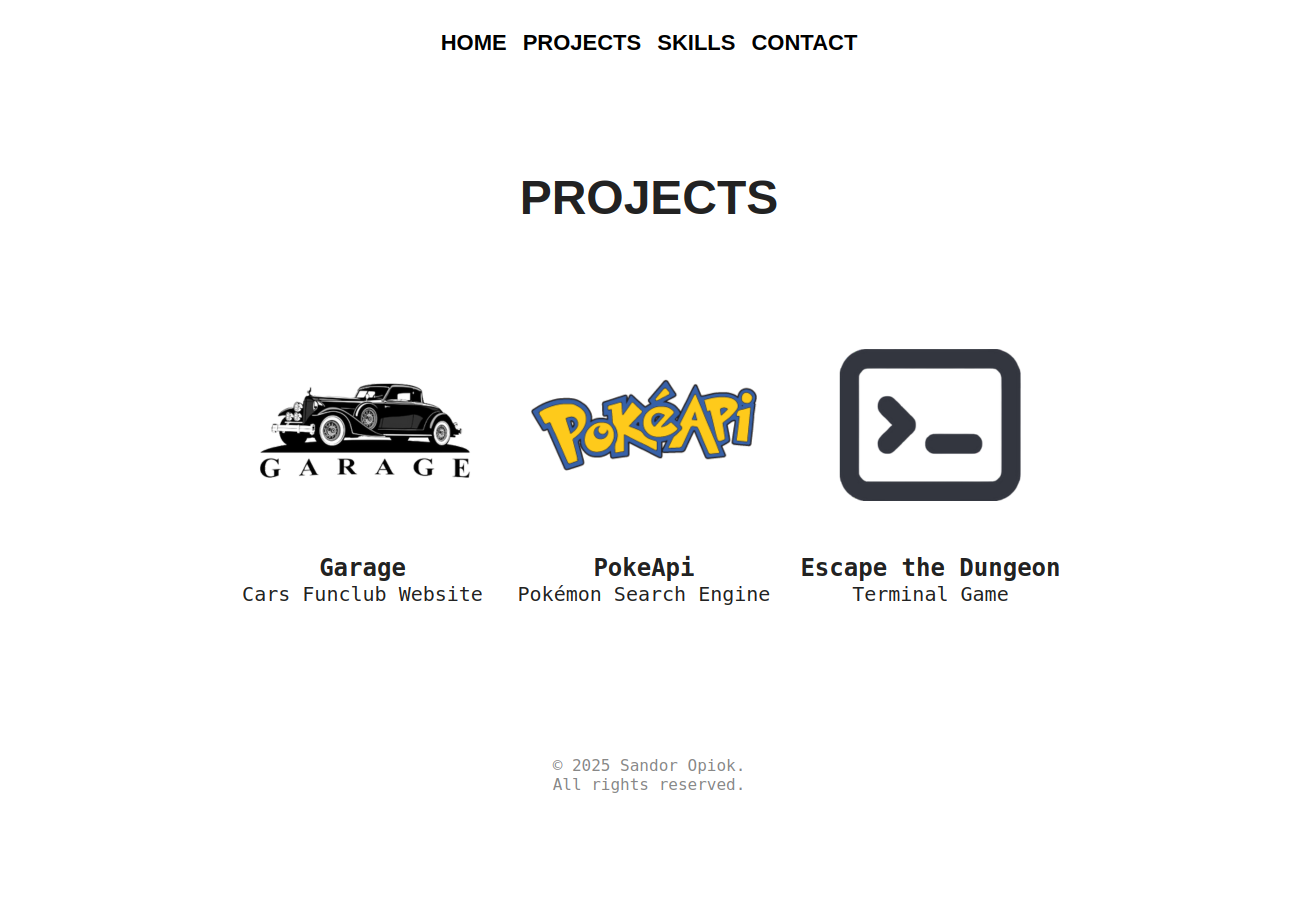 HOME PROJECTS SKILLS CONTACT
PROJECTS
GARAGE
PokéApi
Garage
Cars Funclub Website
PokeApi
Pokémon Search Engine
Escape the Dungeon
Terminal Game
© 2025 Sandor Opiok.
All rights reserved.